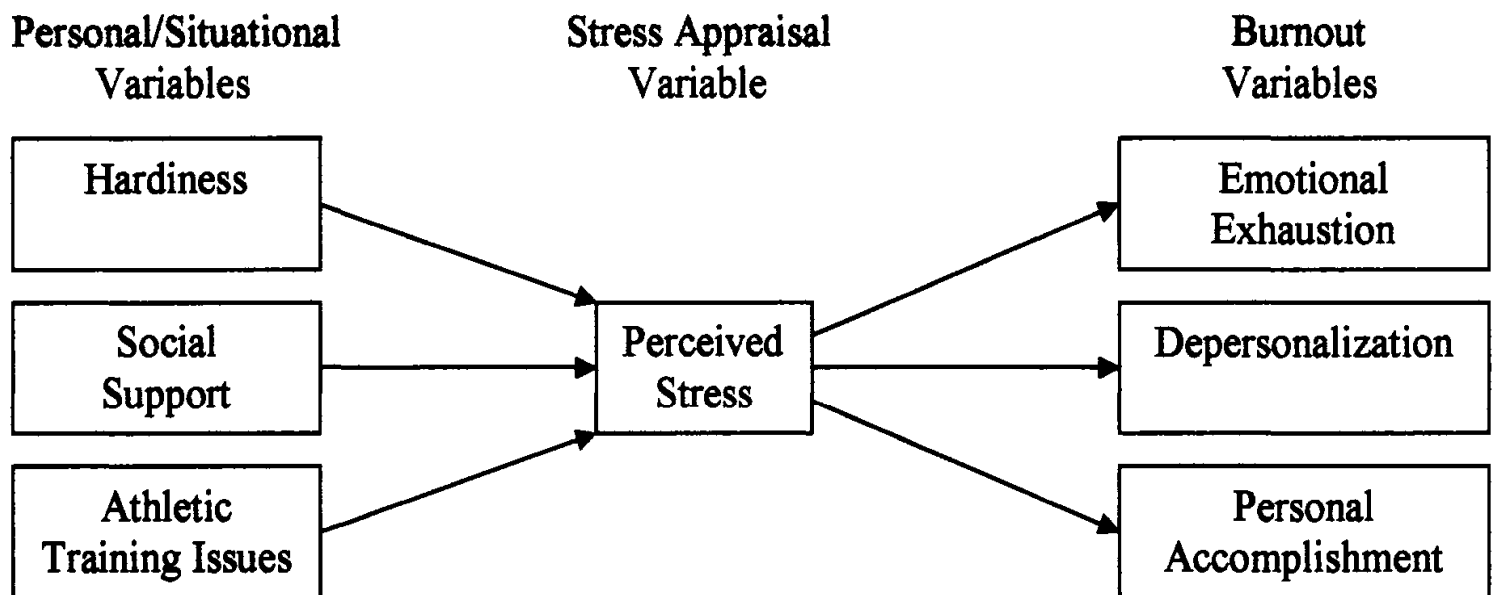 Personal/Situational
Variables
Stress Appraisal
Variable
Burnout
Variables
Hardiness
Social
Support
Athletic
Training Issues
Perceived
Stress
Emotional
Exhaustion
Depersonalization
Personal
Accomplishment